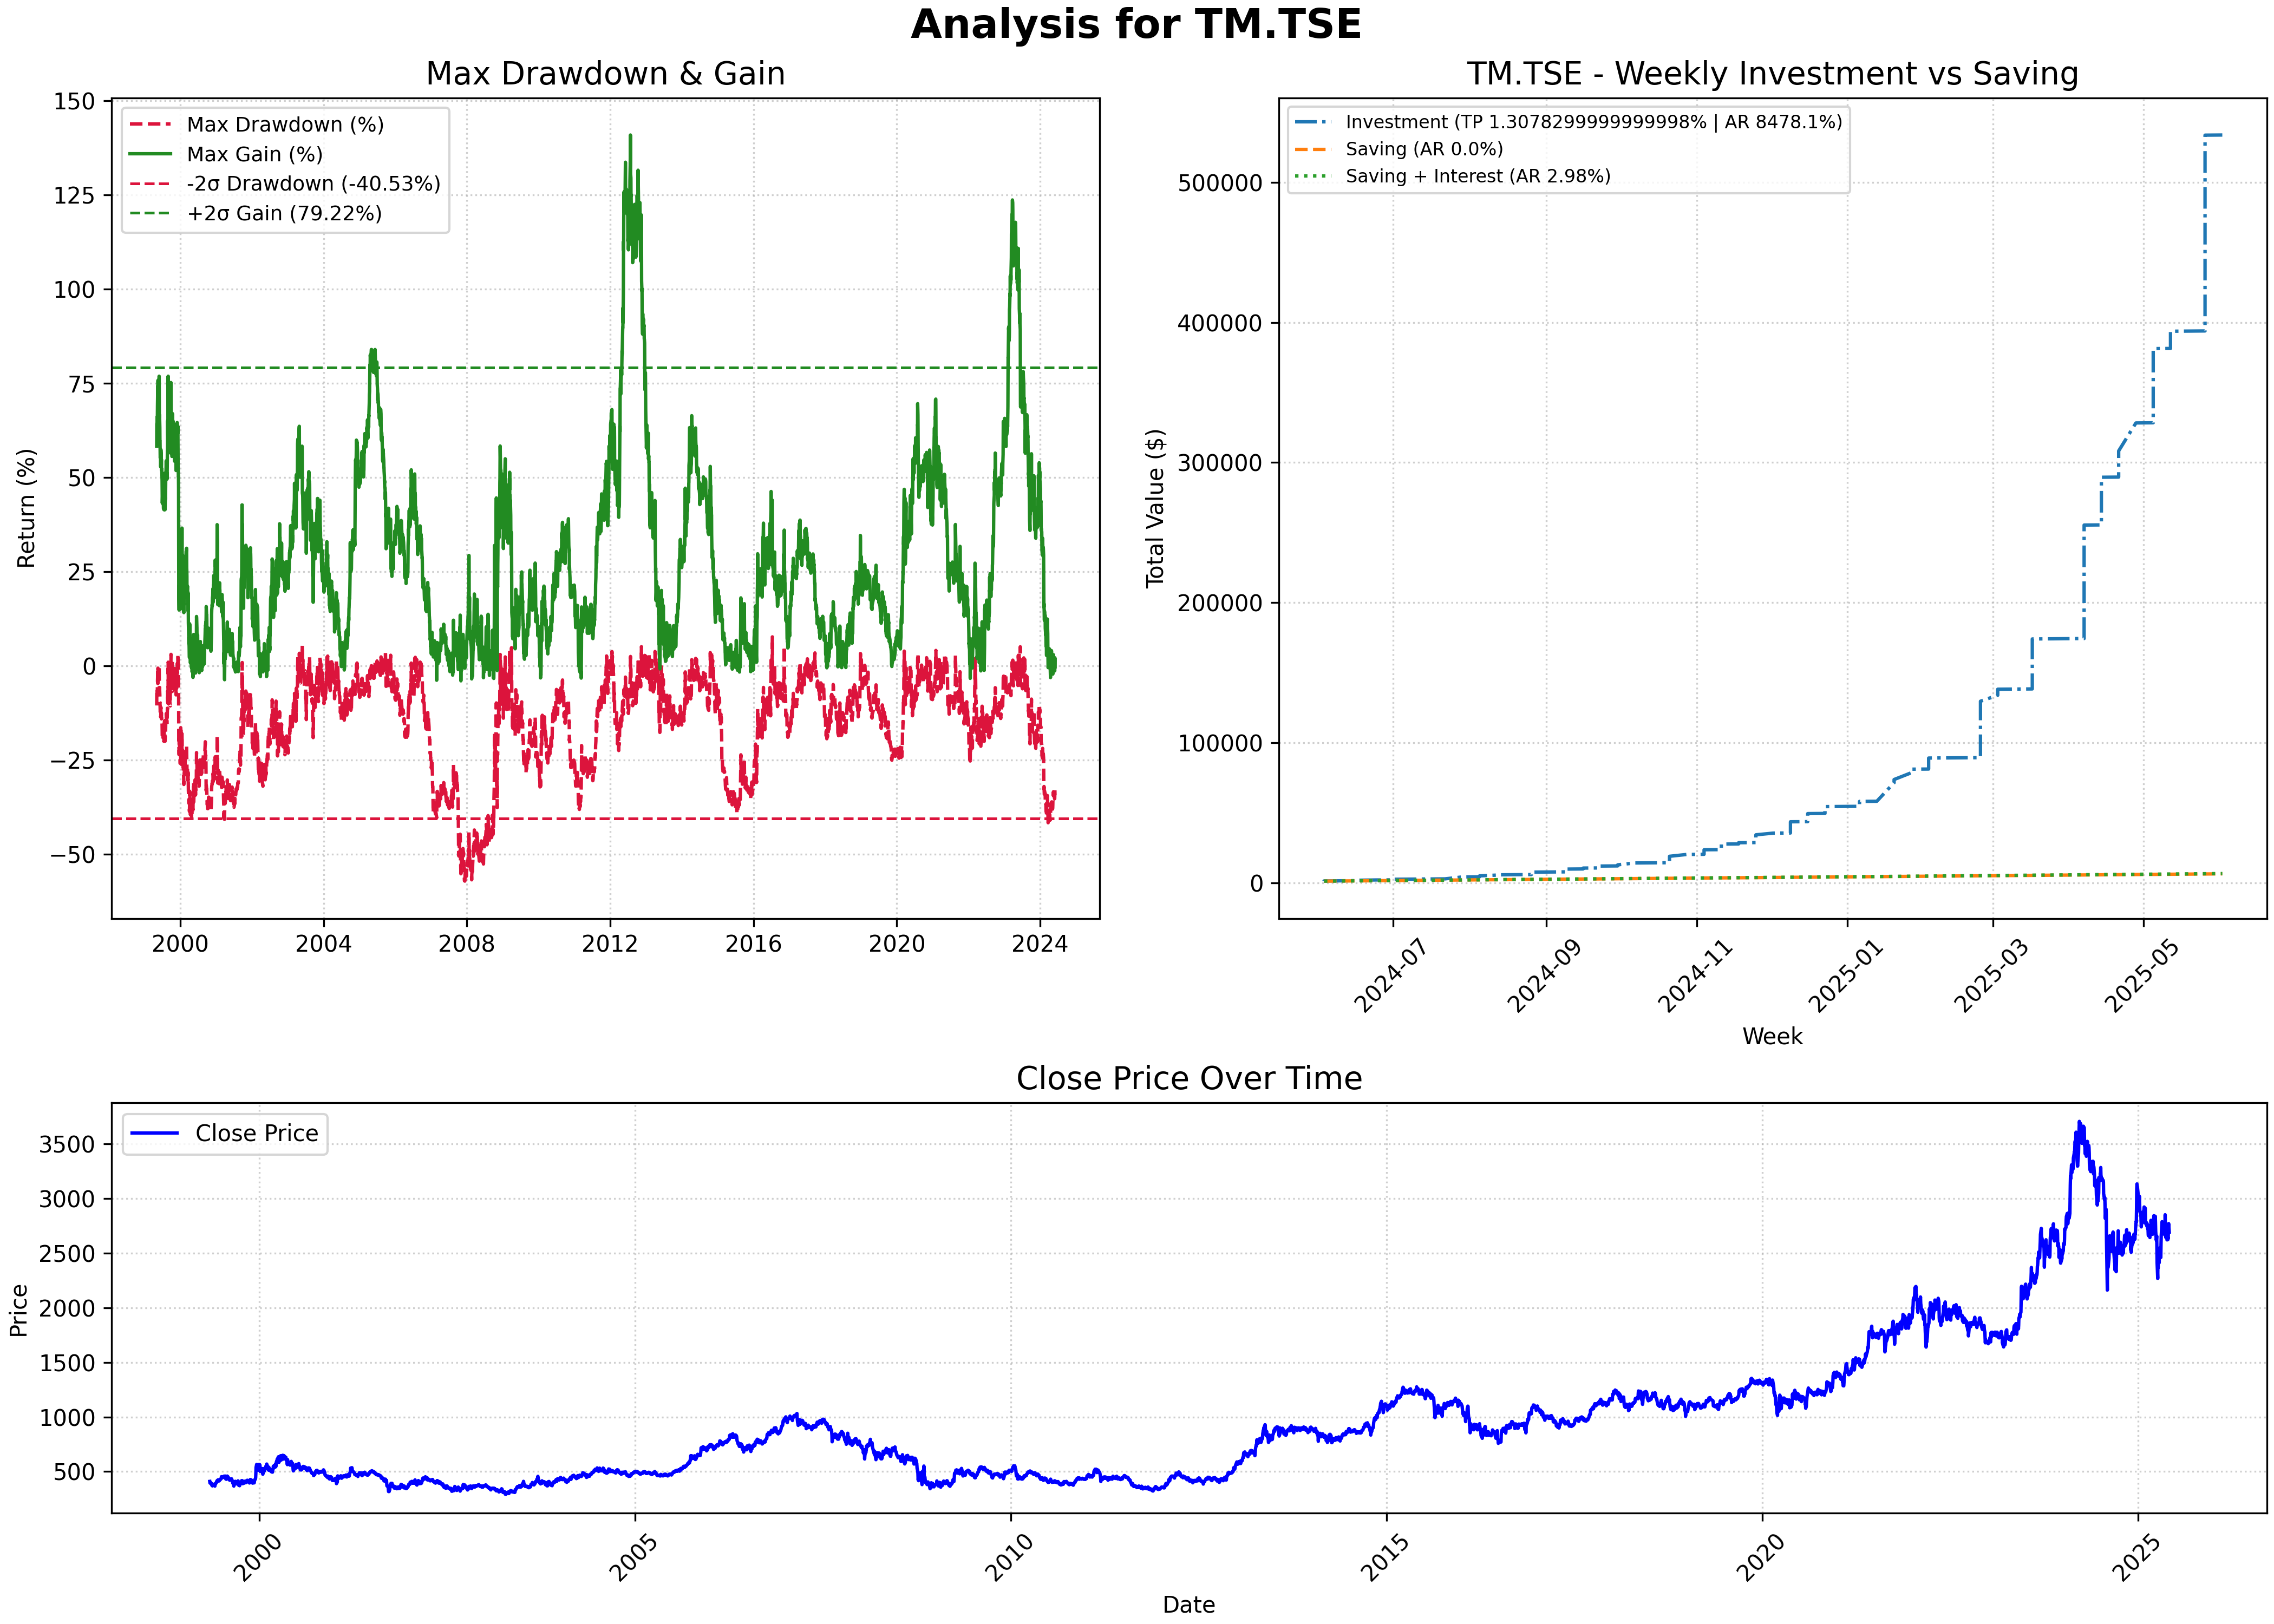 Analysis for TM.TSE
Max Drawdown & Gain
Max Drawdown (%)
Max Gain (%)
-2σ Drawdown (-40.53%)
+2σ Gain (79.22%)
Return (%)
150
125
100
75
50
25
0
−25
−50
2000
2004
2008
2012
2016
2020
2024
TM.TSE - Weekly Investment vs Saving
Investment (TP 1.3078299999999998% | AR 8478.1%)
Saving (AR 0.0%)
Saving + Interest (AR 2.98%)
Total Value ($)
500000
400000
300000
200000
100000
0
2024-07
2024-09
2024-11
2025-01
2025-03
2025-05
Week
Close Price Over Time
Close Price
Price
3500
3000
2500
2000
1500
1000
500
2000
2005
2010
2015
2020
2025
Date